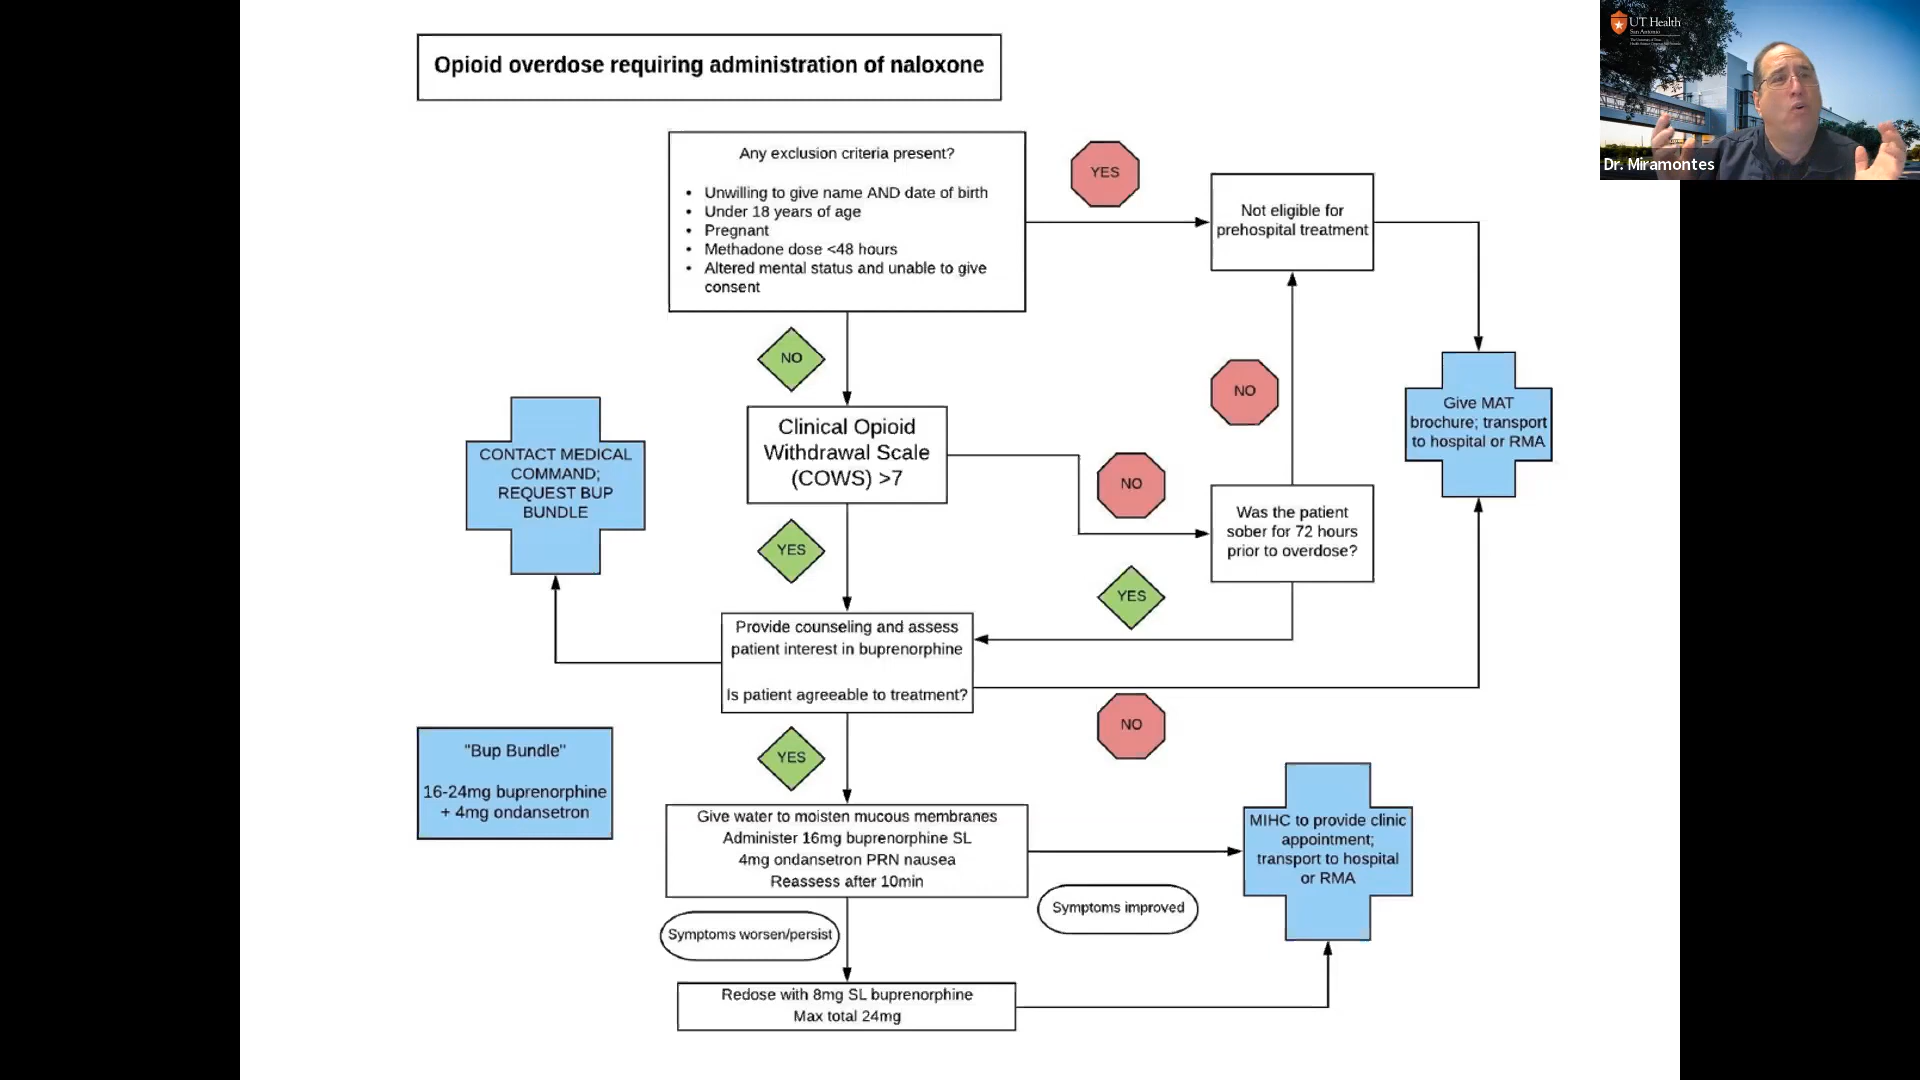 Opioid overdose requiring administration of naloxone
UT Health
San Antonio
Dr. Miramontes
Any exclusion criteria present?
• Unwilling to give name AND date of birth
• Under 18 years of age
• Pregnant
• Methadone dose <48 hours
• Altered mental status and unable to give
consent
YES
Not eligible for
prehospital treatment
NO
NO
Give MAT
brochure; transport
to hospital or RMA
CONTACT MEDICAL
COMMAND;
REQUEST BUP
BUNDLE
Clinical Opioid
Withdrawal Scale
(COWS) >7
NO
Was the patient
sober for 72 hours
prior to overdose?
YES
YES
Provide counseling and assess
patient interest in buprenorphine
Is patient agreeable to treatment?
NO
YES
"Bup Bundle"
16-24mg buprenorphine
+ 4mg ondansetron
Give water to moisten mucous membranes
Administer 16mg buprenorphine SL
4mg ondansetron PRN nausea
Reassess after 10min
MIHC to provide clinic
appointment;
transport to hospital
or RMA
Symptoms improved
Symptoms worsen/persist
Redose with 8mg SL buprenorphine
Max total 24mg